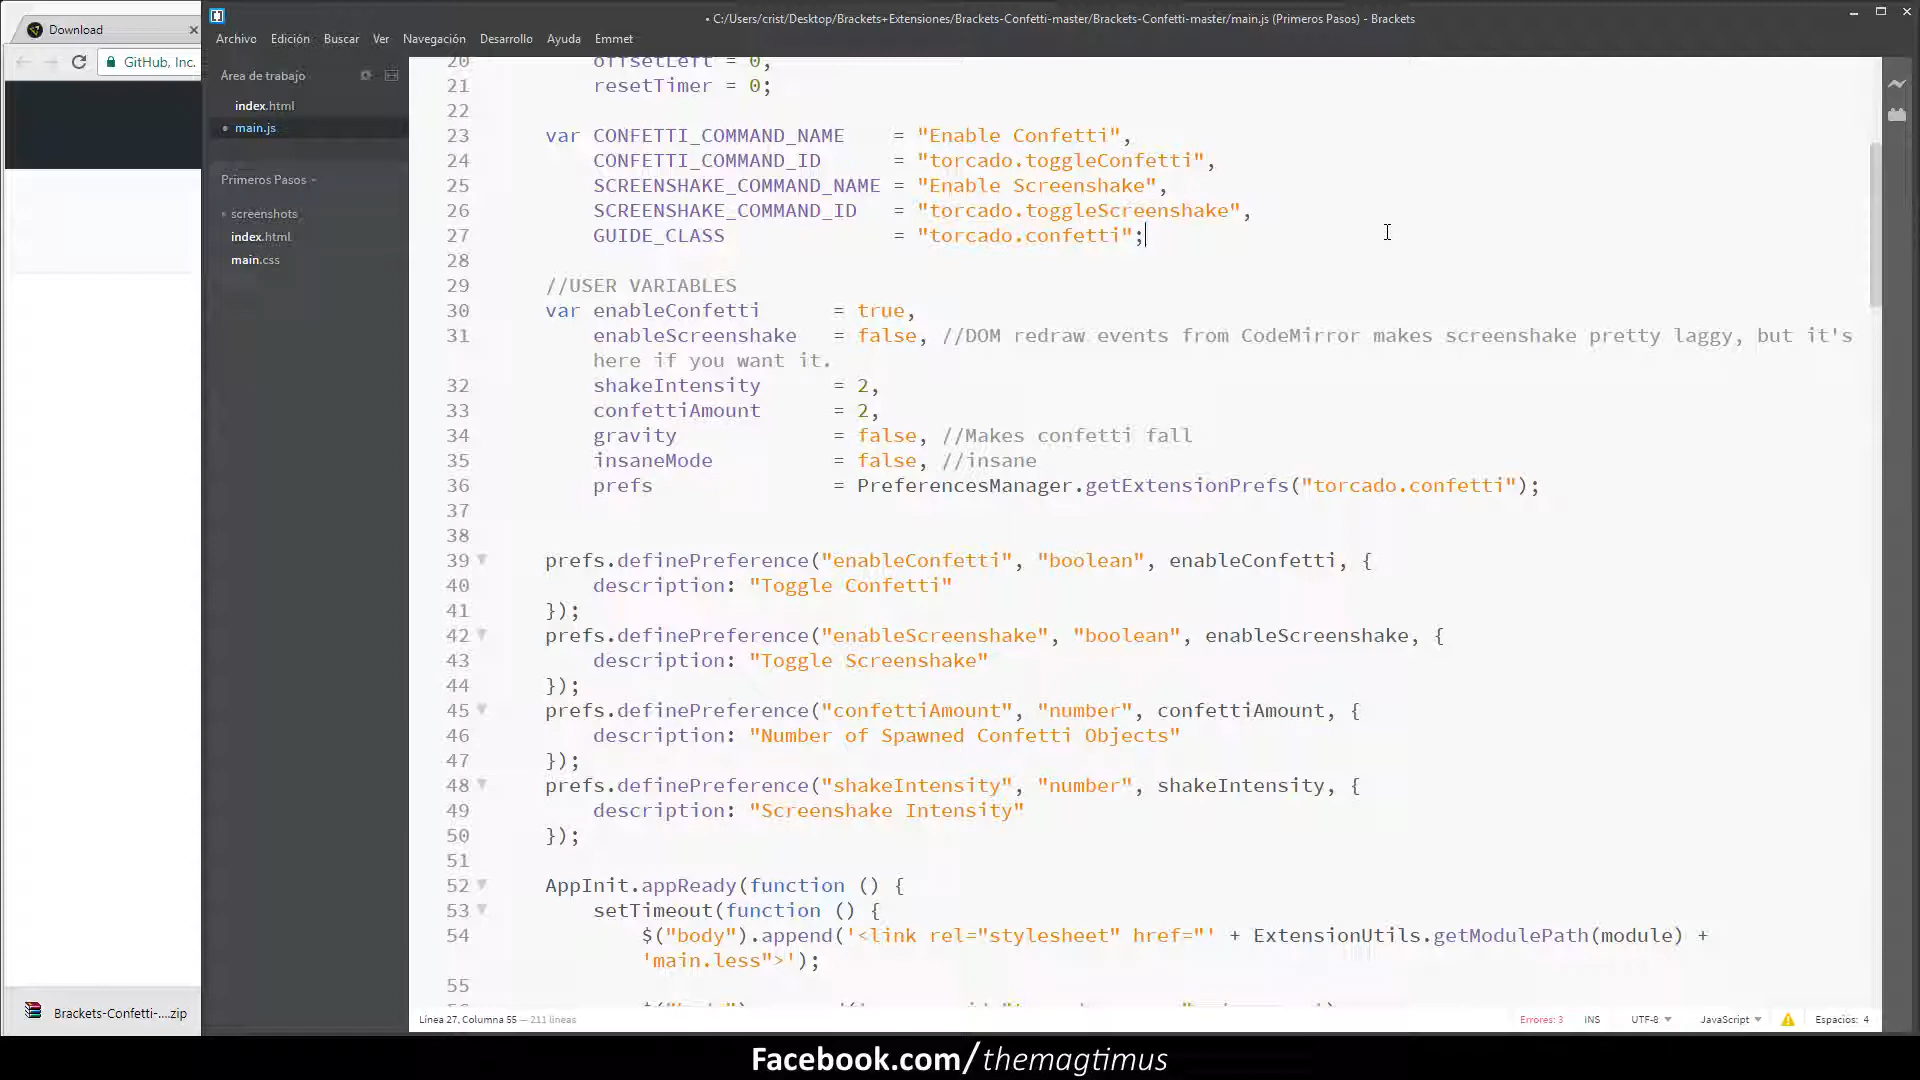 Download
GitHub, Inc.
• C:/Users/crist/Desktop/Brackets+Extensiones/Brackets-Confetti-master/Brackets-Confetti-master/main.js (Primeros Pasos) - Brackets
Archivo Edición Buscar Ver Navegación Desarrollo Ayuda Emmet
Área de trabajo
index.html
main.js
Primeros Pasos
screenshots
index.html
main.css
20 offsetLeft = 0,
21 resetTimer = 0;
22
23 var CONFETTI_COMMAND_NAME = "Enable Confetti",
24 CONFETTI_COMMAND_ID = "torcado.toggleConfetti",
25 SCREENSHAKE_COMMAND_NAME = "Enable Screenshake",
26 SCREENSHAKE_COMMAND_ID = "torcado.toggleScreenshake",
27 GUIDE_CLASS = "torcado.confetti";
28
29 //USER VARIABLES
30 var enableConfetti = true,
31 enableScreenshake = false, //DOM redraw events from CodeMirror makes screenshake pretty laggy, but it's
here if you want it.
32 shakeIntensity = 2,
33 confettiAmount = 2,
34 gravity = false, //Makes confetti fall
35 insaneMode = false, //insane
36 prefs = PreferencesManager.getExtensionPrefs("torcado.confetti");
37
38
39 prefs.definePreference("enableConfetti", "boolean", enableConfetti, {
40 description: "Toggle Confetti"
41 });
42 prefs.definePreference("enableScreenshake", "boolean", enableScreenshake, {
43 description: "Toggle Screenshake"
44 });
45 prefs.definePreference("confettiAmount", "number", confettiAmount, {
46 description: "Number of Spawned Confetti Objects"
47 });
48 prefs.definePreference("shakeIntensity", "number", shakeIntensity, {
49 description: "Screenshake Intensity"
50 });
51
52 AppInit.appReady(function () {
53 setTimeout(function () {
54 $("body").append('<link rel="stylesheet" href="' + ExtensionUtils.getModulePath(module) +
'main.less">');
55
Brackets-Confetti-....zip
Línea 27, Columna 55 — 211 líneas
Errores: 3 INS UTF-8 JavaScript Espacios: 4
Facebook.com/themagtimus